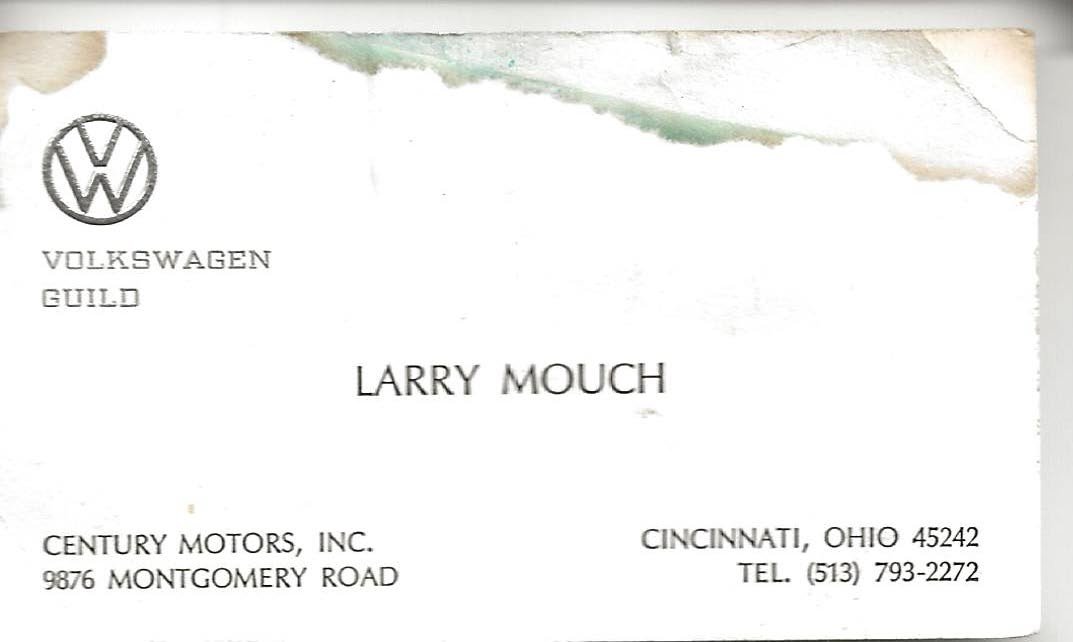 VOLKSWAGEN
GUILD
LARRY MOUCH
CENTURY MOTORS, INC.
9876 MONTGOMERY ROAD
CINCINNATI, OHIO 45242
TEL. (513) 793-2272